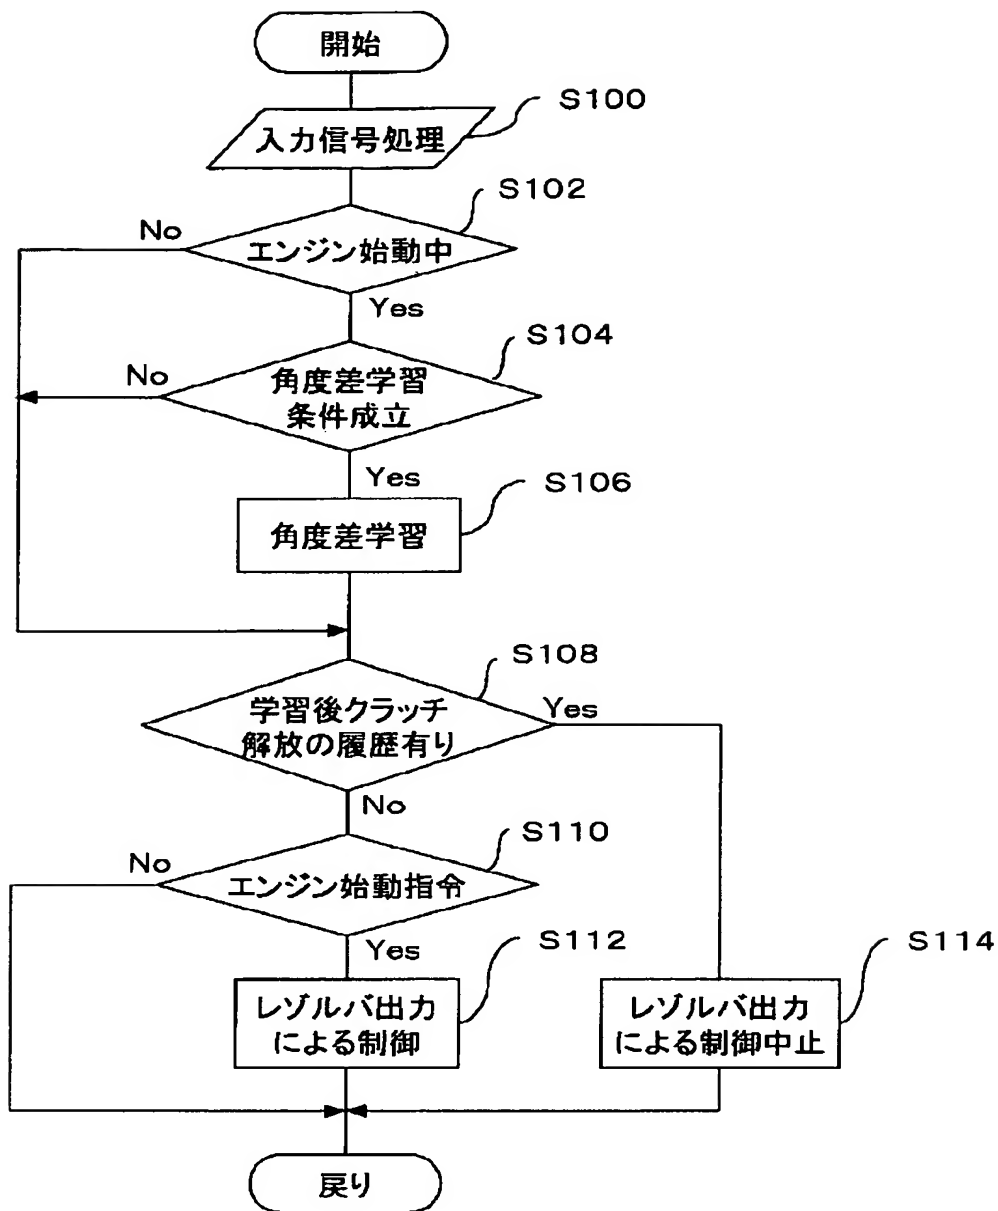 開始
S100
入力信号処理
S102
No
エンジン始動中
Yes
S104
No
角度差学習
条件成立
Yes
S106
角度差学習
S108
学習後クラッチ
解放の履歴有り
Yes
No
S110
No
エンジン始動指令
Yes
S112
S114
レゾルバ出力
による制御
レゾルバ出力
による制御中止
戻り